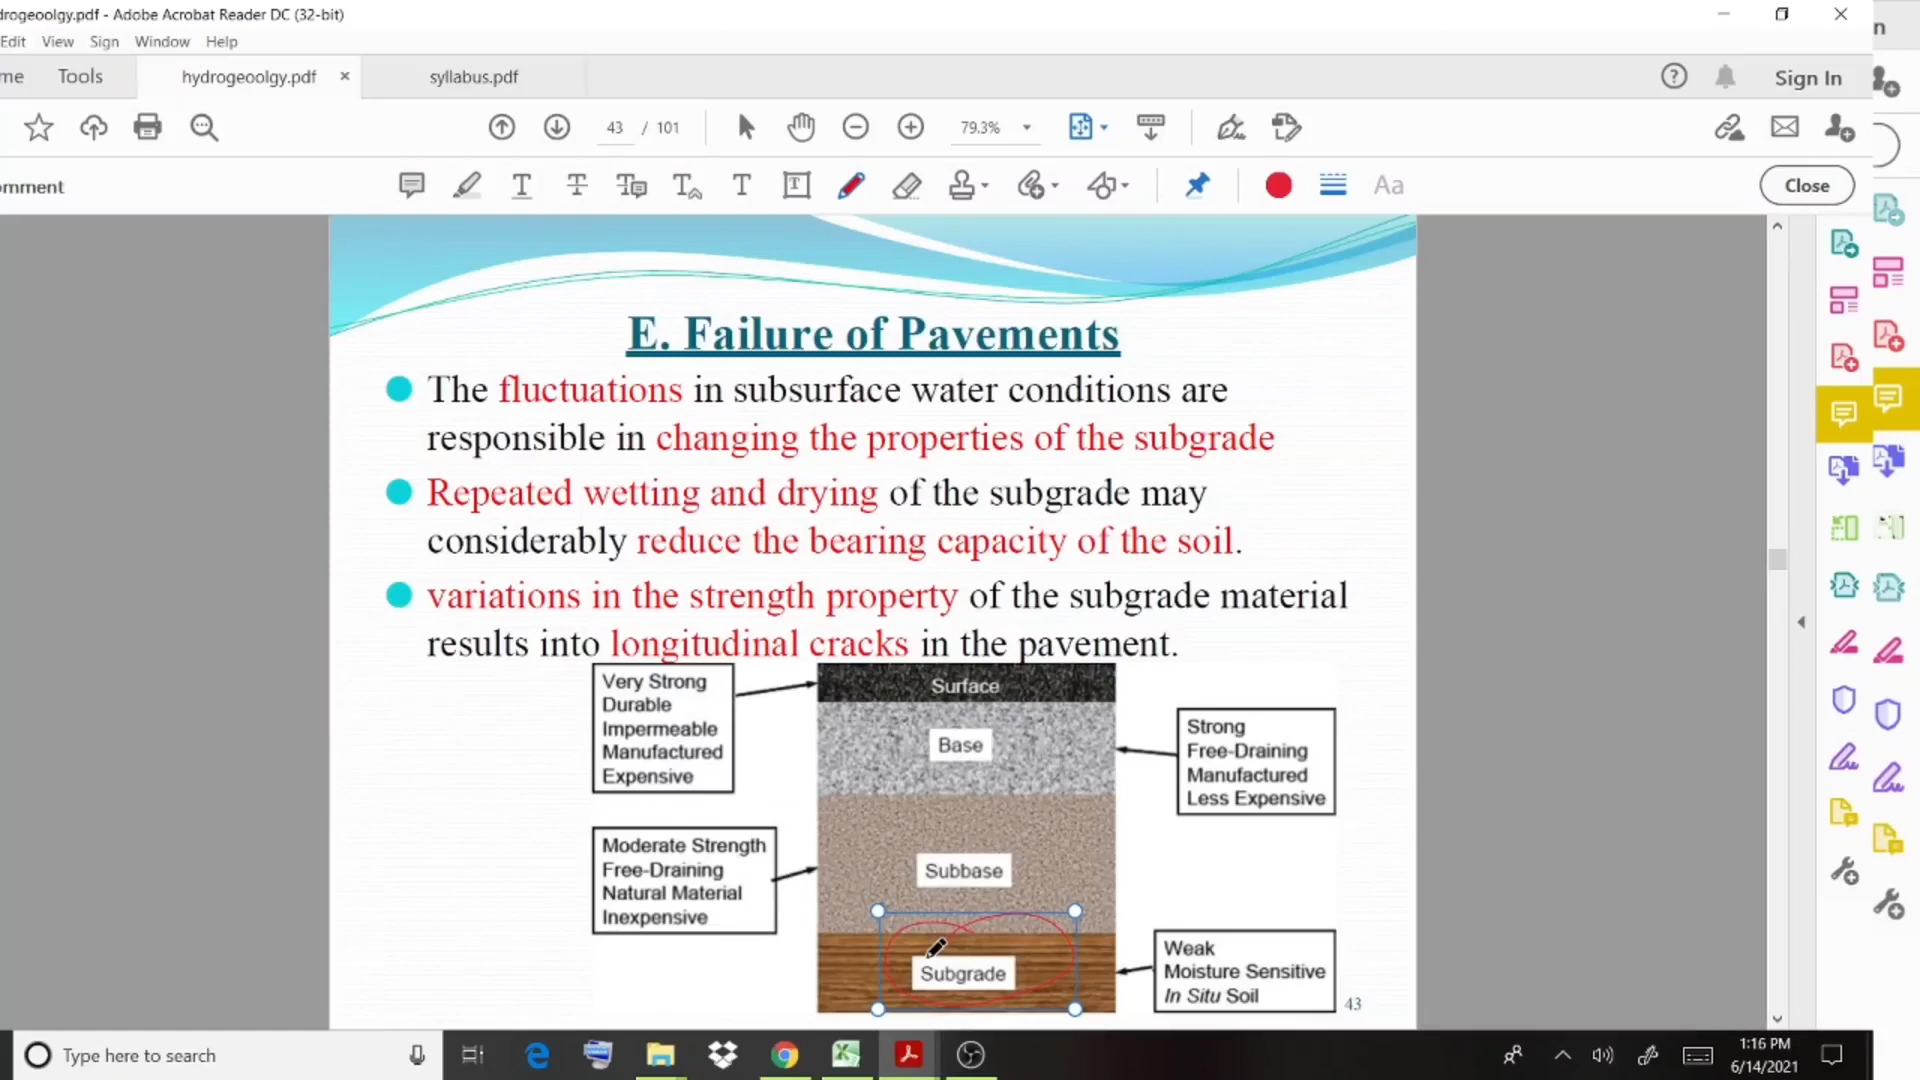 drogeoolgy.pdf - Adobe Acrobat Reader DC (32-bit)
Edit View Sign Window Help
me Tools hydrogeoolgy.pdf × syllabus.pdf Sign In
43 / 101 79.3%
omment Close
E. Failure of Pavements
The fluctuations in subsurface water conditions are
responsible in changing the properties of the subgrade
Repeated wetting and drying of the subgrade may
considerably reduce the bearing capacity of the soil.
variations in the strength property of the subgrade material
results into longitudinal cracks in the pavement.
Very Strong
Durable
Impermeable
Manufactured
Expensive
Surface
Base
Strong
Free-Draining
Manufactured
Less Expensive
Moderate Strength
Free-Draining
Natural Material
Inexpensive
Subbase
Subgrade
Weak
Moisture Sensitive
In Situ Soil
43
Type here to search
1:16 PM
6/14/2021